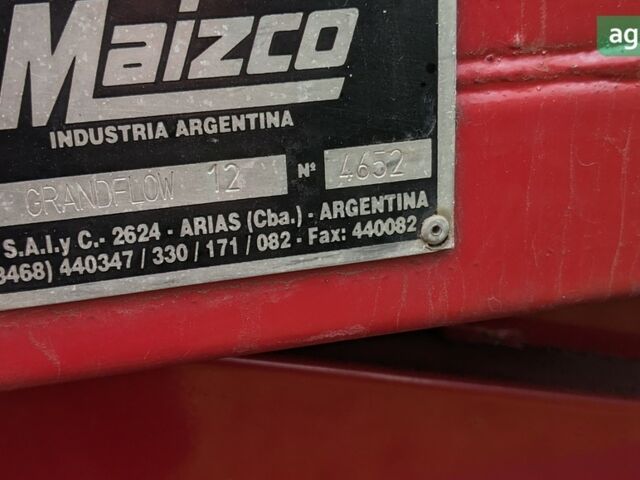 Maizco
INDUSTRIA ARGENTINA
GRANDFLOW 12 Nº 4652
S.A.I.y C.- 2624 - ARIAS (Cba.) - ARGENTINA
3468) 440347 / 330 / 171 / 082 - Fax: 440082
ag